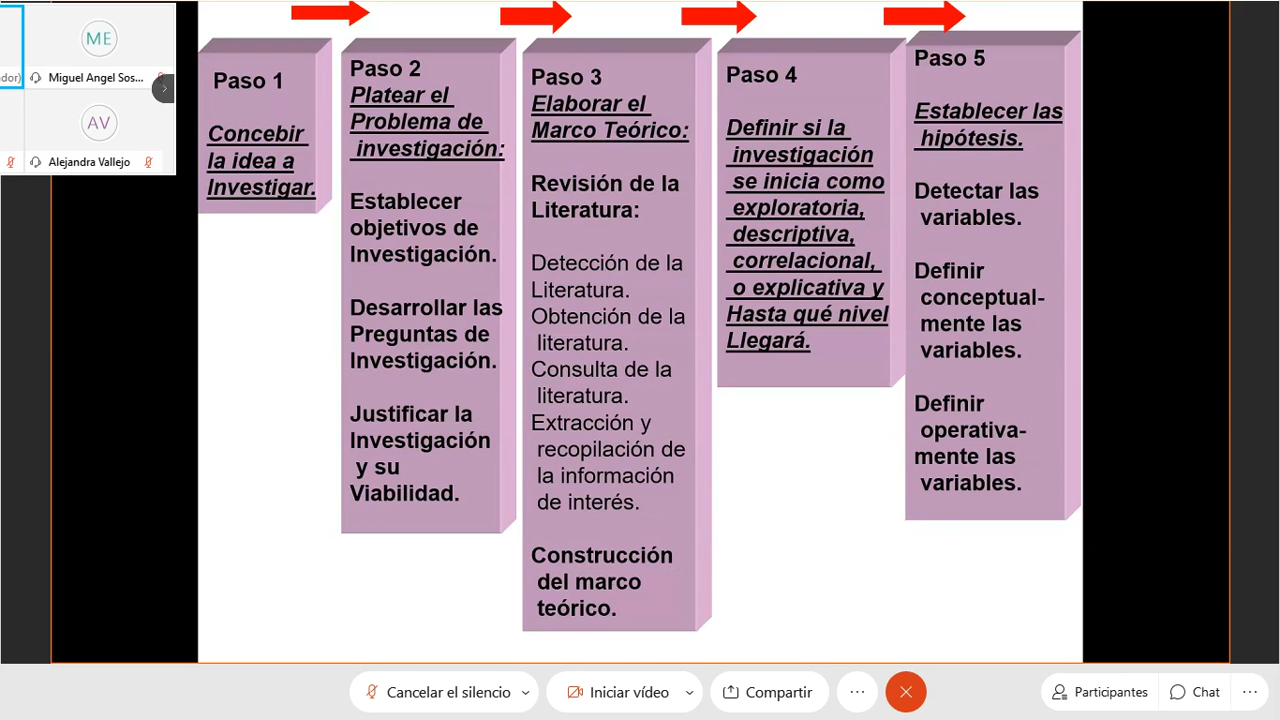 ME
dor)
Miguel Angel Sos...
AV
Alejandra Vallejo
Paso 1
Concebir
la idea a
Investigar.
Paso 2
Platear el
Problema de
investigación:
Establecer
objetivos de
Investigación.
Desarrollar las
Preguntas de
Investigación.
Justificar la
Investigación
y su
Viabilidad.
Paso 3
Elaborar el
Marco Teórico:
Revisión de la
Literatura:
Detección de la
Literatura.
Obtención de la
literatura.
Consulta de la
literatura.
Extracción y
recopilación de
la información
de interés.
Construcción
del marco
teórico.
Paso 4
Definir si la
investigación
se inicia como
exploratoria,
descriptiva,
correlacional,
o explicativa y
Hasta qué nivel
Llegará.
Paso 5
Establecer las
hipótesis.
Detectar las
variables.
Definir
conceptual-
mente las
variables.
Definir
operativa-
mente las
variables.
Cancelar el silencio
Iniciar vídeo
Compartir
Participantes
Chat